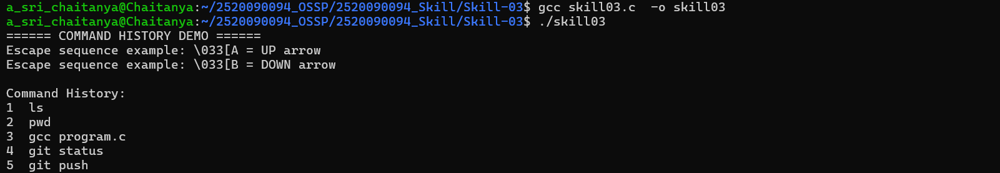 a_sri_chaitanya@Chaitanya:~/2520090094_OSSP/2520090094_Skill/Skill-03$ gcc skill03.c  -o skill03
a_sri_chaitanya@Chaitanya:~/2520090094_OSSP/2520090094_Skill/Skill-03$ ./skill03
====== COMMAND HISTORY DEMO ======
Escape sequence example: \033[A = UP arrow
Escape sequence example: \033[B = DOWN arrow

Command History:
1  ls
2  pwd
3  gcc program.c
4  git status
5  git push